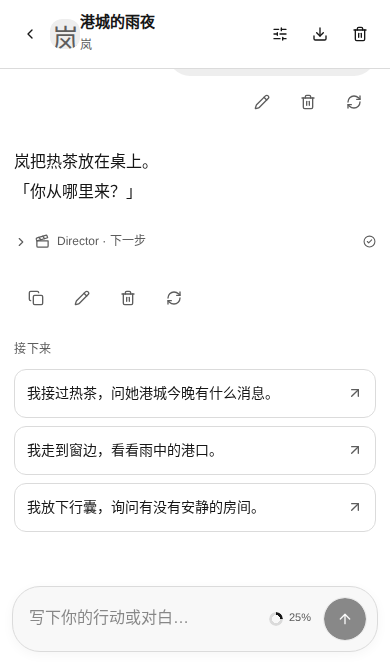 港城的雨夜
岚
岚
岚把热茶放在桌上。
「你从哪里来？」
Director · 下一步
接下来
我接过热茶，问她港城今晚有什么消息。
我走到窗边，看看雨中的港口。
我放下行囊，询问有没有安静的房间。
写下你的行动或对白…
25%